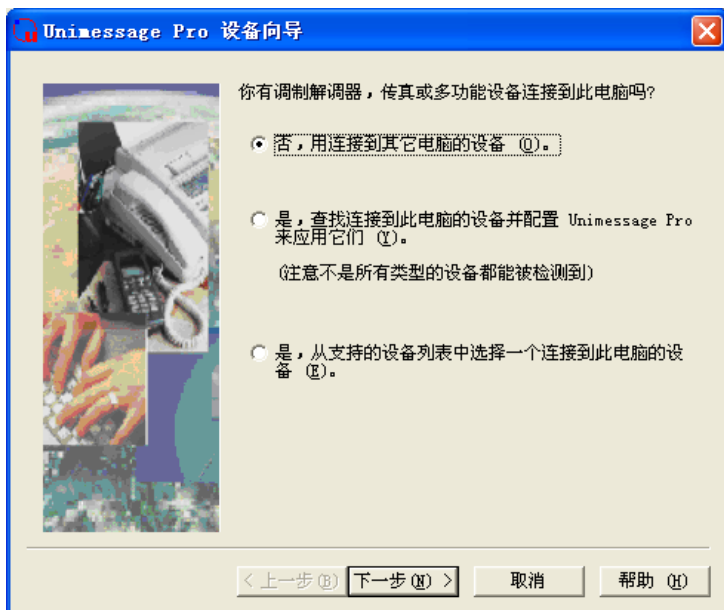 Unimessage Pro 设备向导
你有调制解调器，传真或多功能设备连接到此电脑吗?
否，用连接到其它电脑的设备 (O)。
是，查找连接到此电脑的设备并配置 Unimessage Pro
来应用它们 (Y)。
(注意不是所有类型的设备都能被检测到)
是，从支持的设备列表中选择一个连接到此电脑的设
备 (E)。
< 上一步(B) 下一步(N) > 取消 帮助 (H)